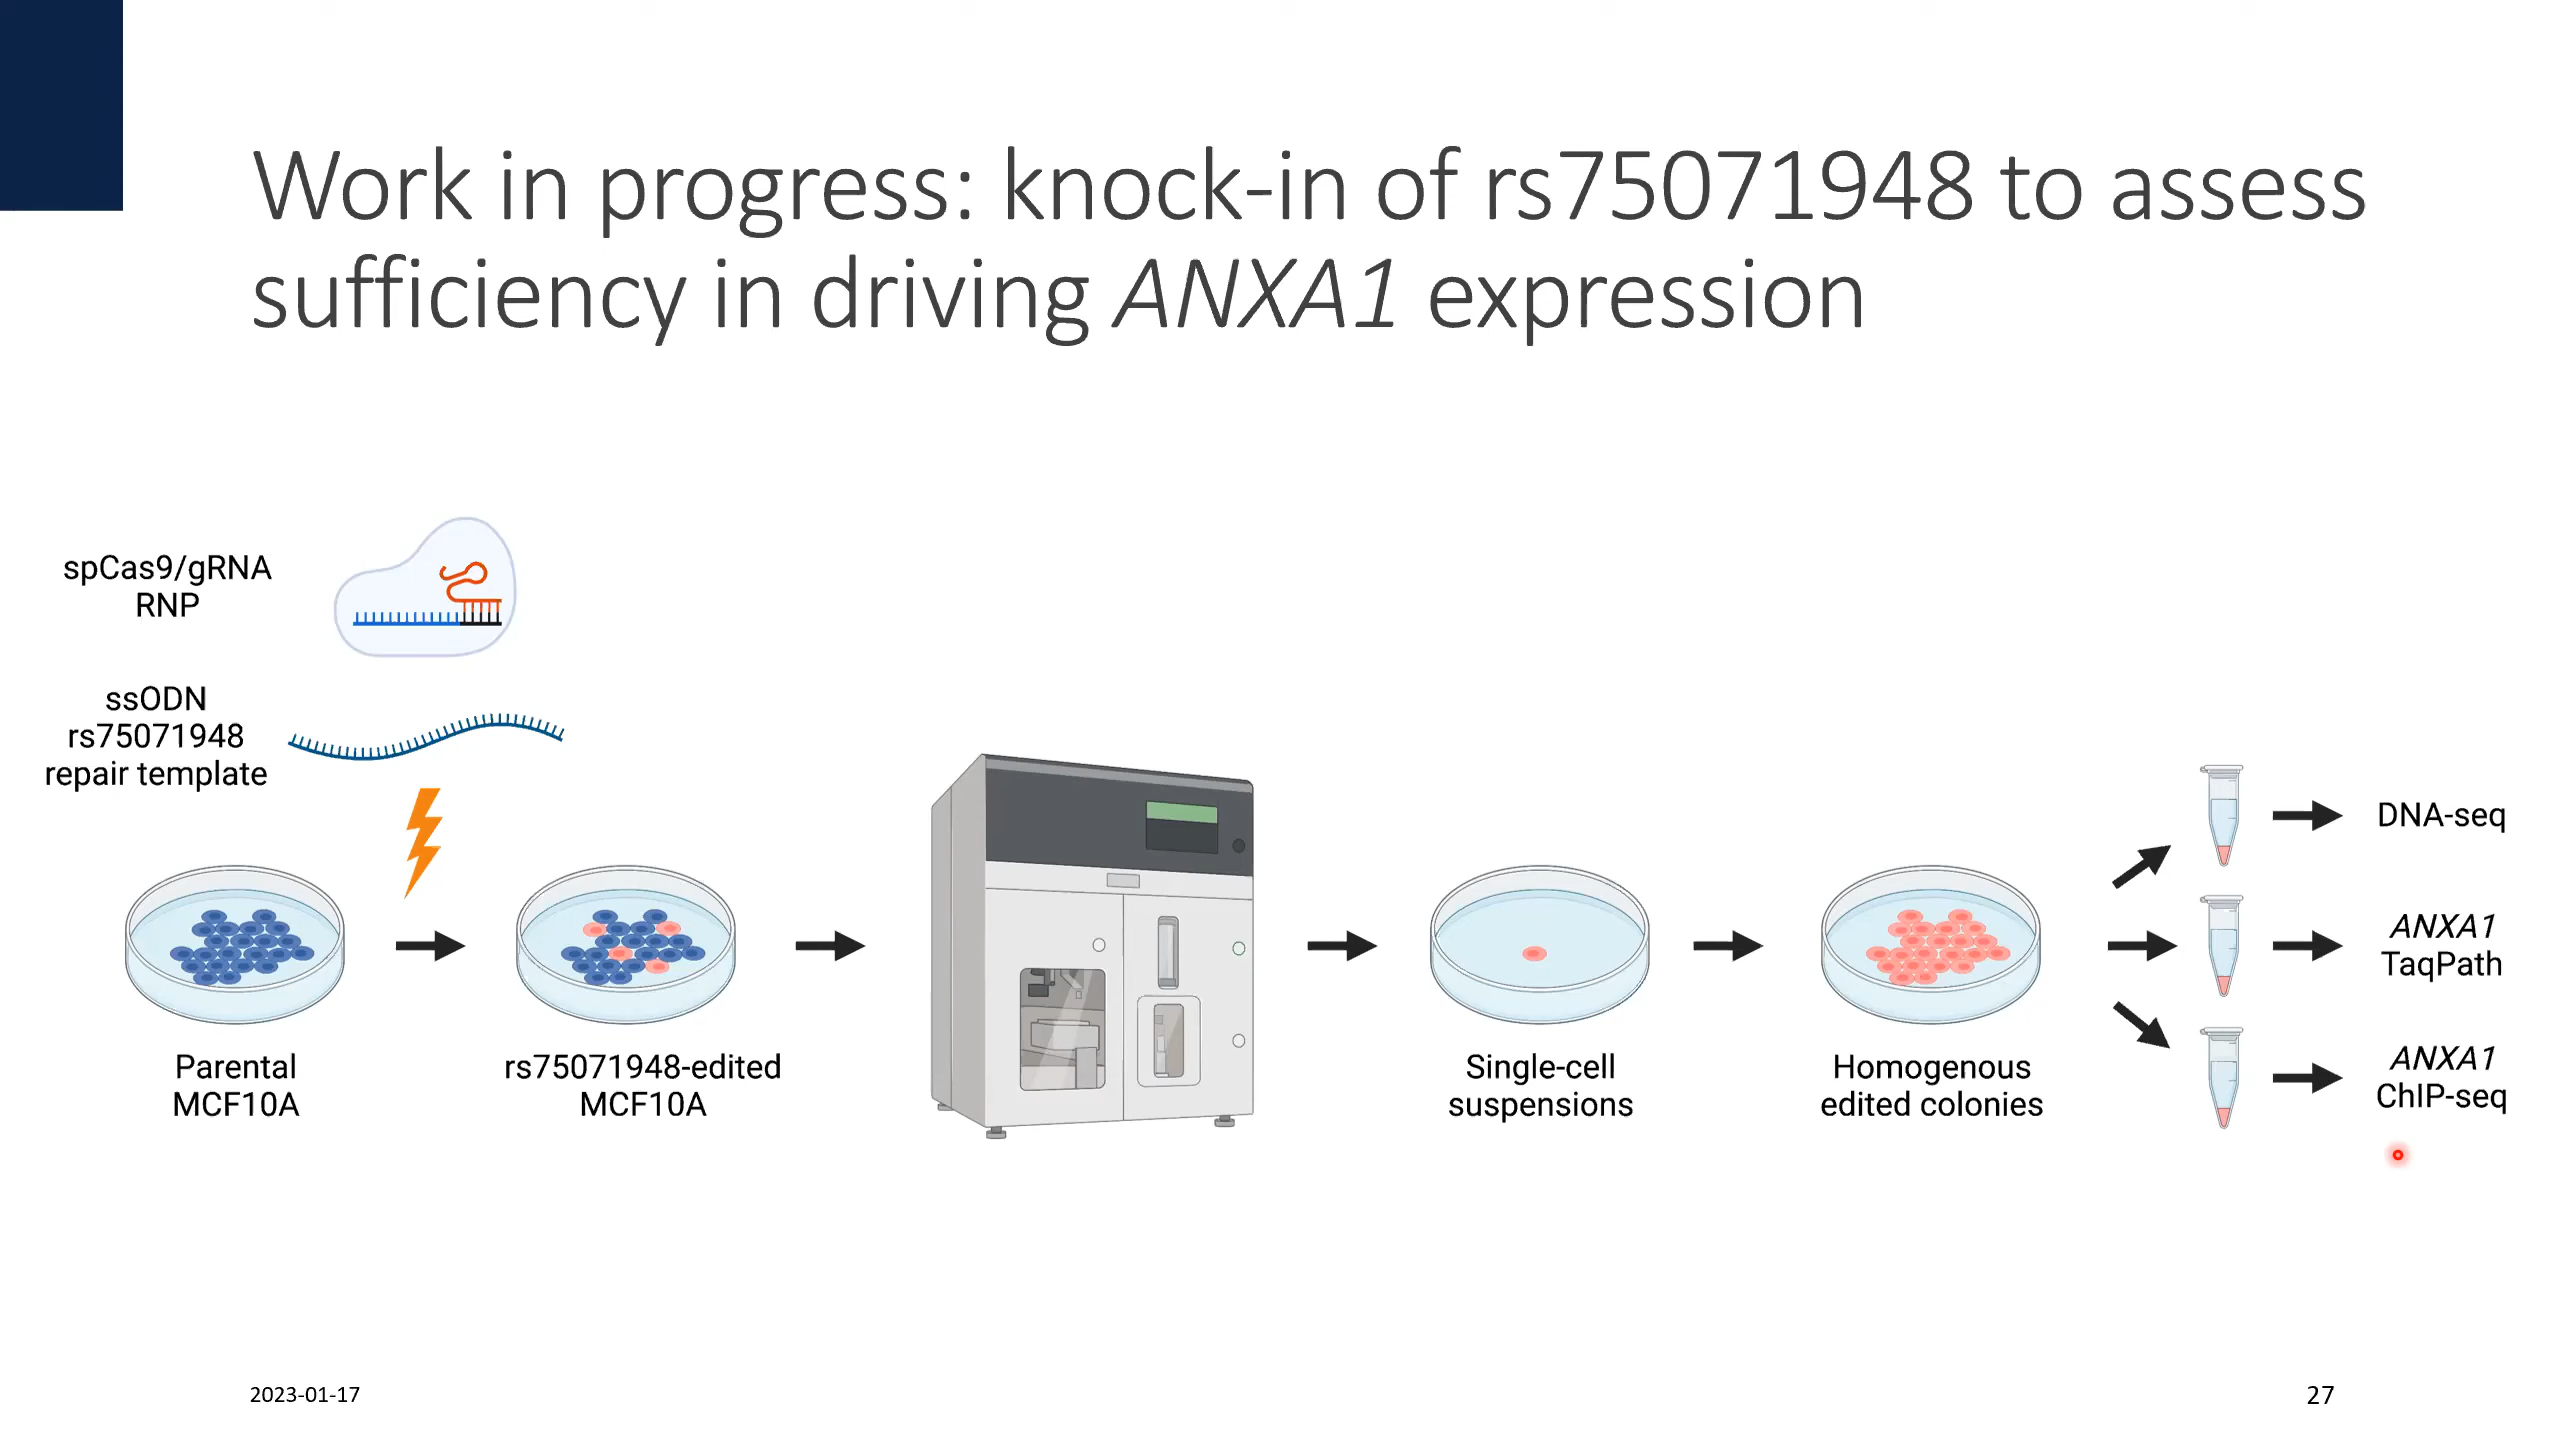 Work in progress: knock-in of rs75071948 to assess
sufficiency in driving ANXA1 expression
spCas9/gRNA
RNP
ssODN
rs75071948
repair template
Parental
MCF10A
rs75071948-edited
MCF10A
Single-cell
suspensions
Homogenous
edited colonies
DNA-seq
ANXA1
TaqPath
ANXA1
ChIP-seq
2023-01-17
27